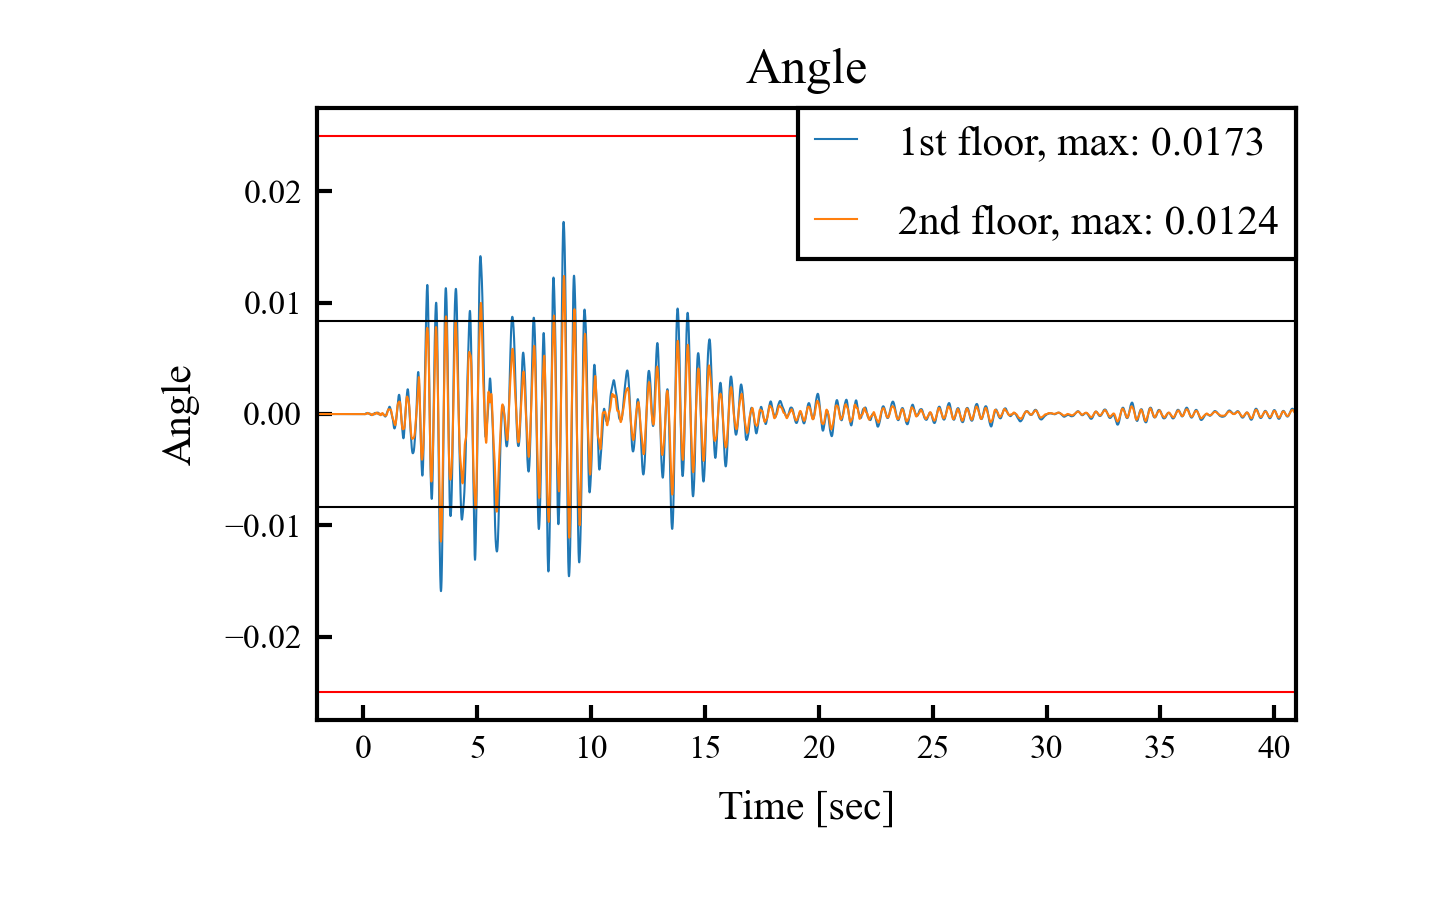 Angle
1st floor, max: 0.0173
2nd floor, max: 0.0124
0.02
0.01
0.00
−0.01
−0.02
Angle
0 5 10 15 20 25 30 35 40
Time [sec]